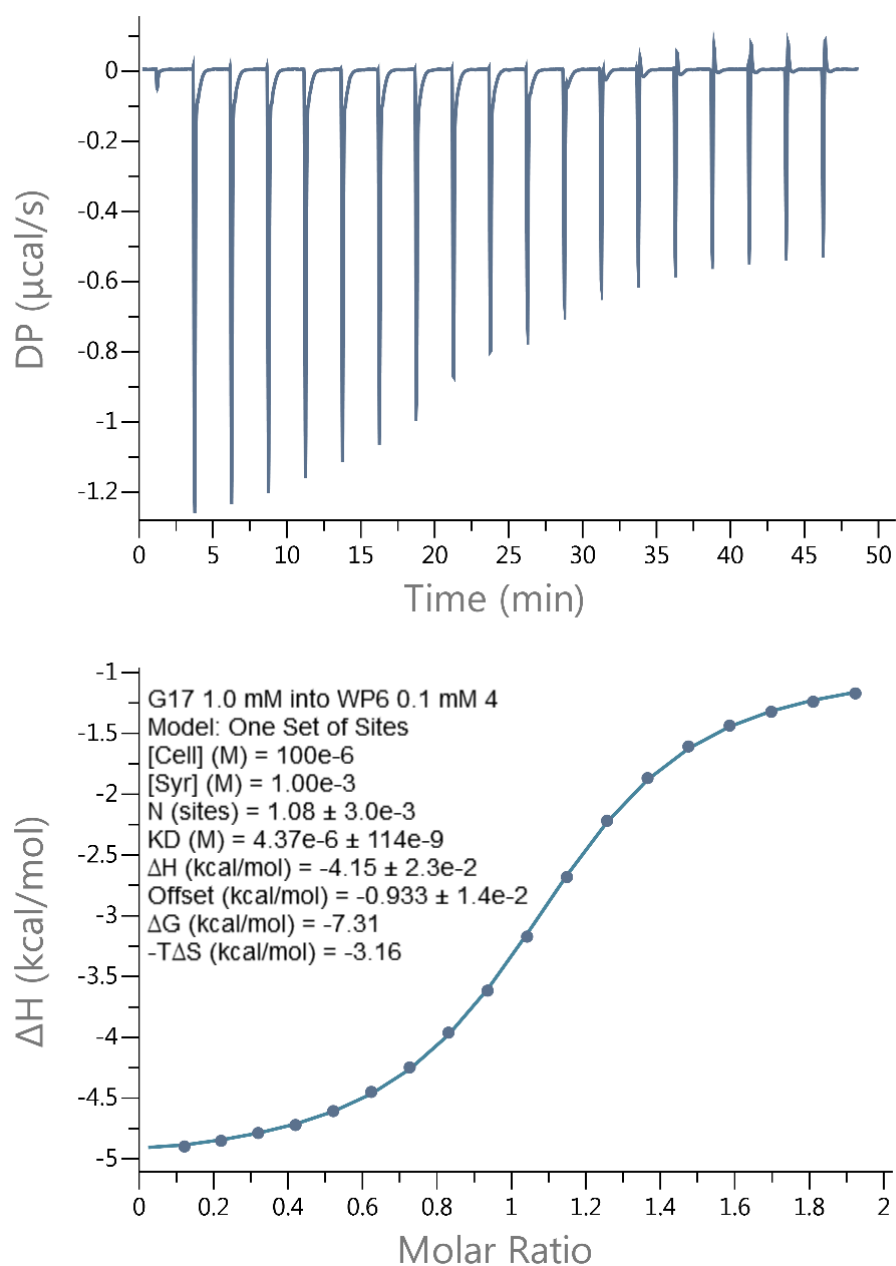 0
-0.2
-0.4
-0.6
-0.8
-1
-1.2
DP (μcal/s)
0 5 10 15 20 25 30 35 40 45 50
Time (min)
-1
-1.5
-2
-2.5
-3
-3.5
-4
-4.5
-5
ΔH (kcal/mol)
G17 1.0 mM into WP6 0.1 mM 4
Model: One Set of Sites
[Cell] (M) = 100e-6
[Syr] (M) = 1.00e-3
N (sites) = 1.08 ± 3.0e-3
KD (M) = 4.37e-6 ± 114e-9
ΔH (kcal/mol) = -4.15 ± 2.3e-2
Offset (kcal/mol) = -0.933 ± 1.4e-2
ΔG (kcal/mol) = -7.31
-TΔS (kcal/mol) = -3.16
0 0.2 0.4 0.6 0.8 1 1.2 1.4 1.6 1.8 2
Molar Ratio